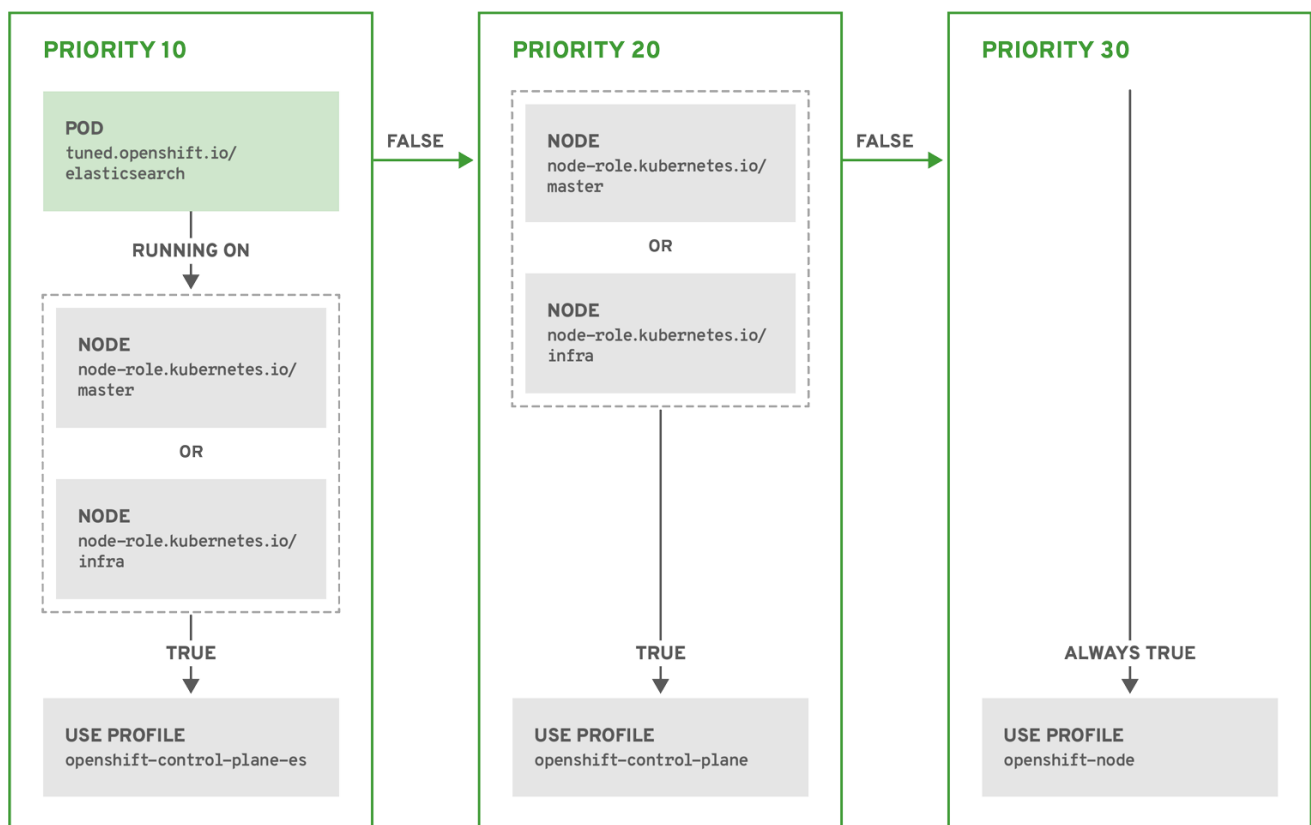 PRIORITY 10
POD
tuned.openshift.io/
elasticsearch
RUNNING ON
NODE
node-role.kubernetes.io/
master
OR
NODE
node-role.kubernetes.io/
infra
TRUE
USE PROFILE
openshift-control-plane-es
FALSE
PRIORITY 20
NODE
node-role.kubernetes.io/
master
OR
NODE
node-role.kubernetes.io/
infra
TRUE
USE PROFILE
openshift-control-plane
FALSE
PRIORITY 30
ALWAYS TRUE
USE PROFILE
openshift-node